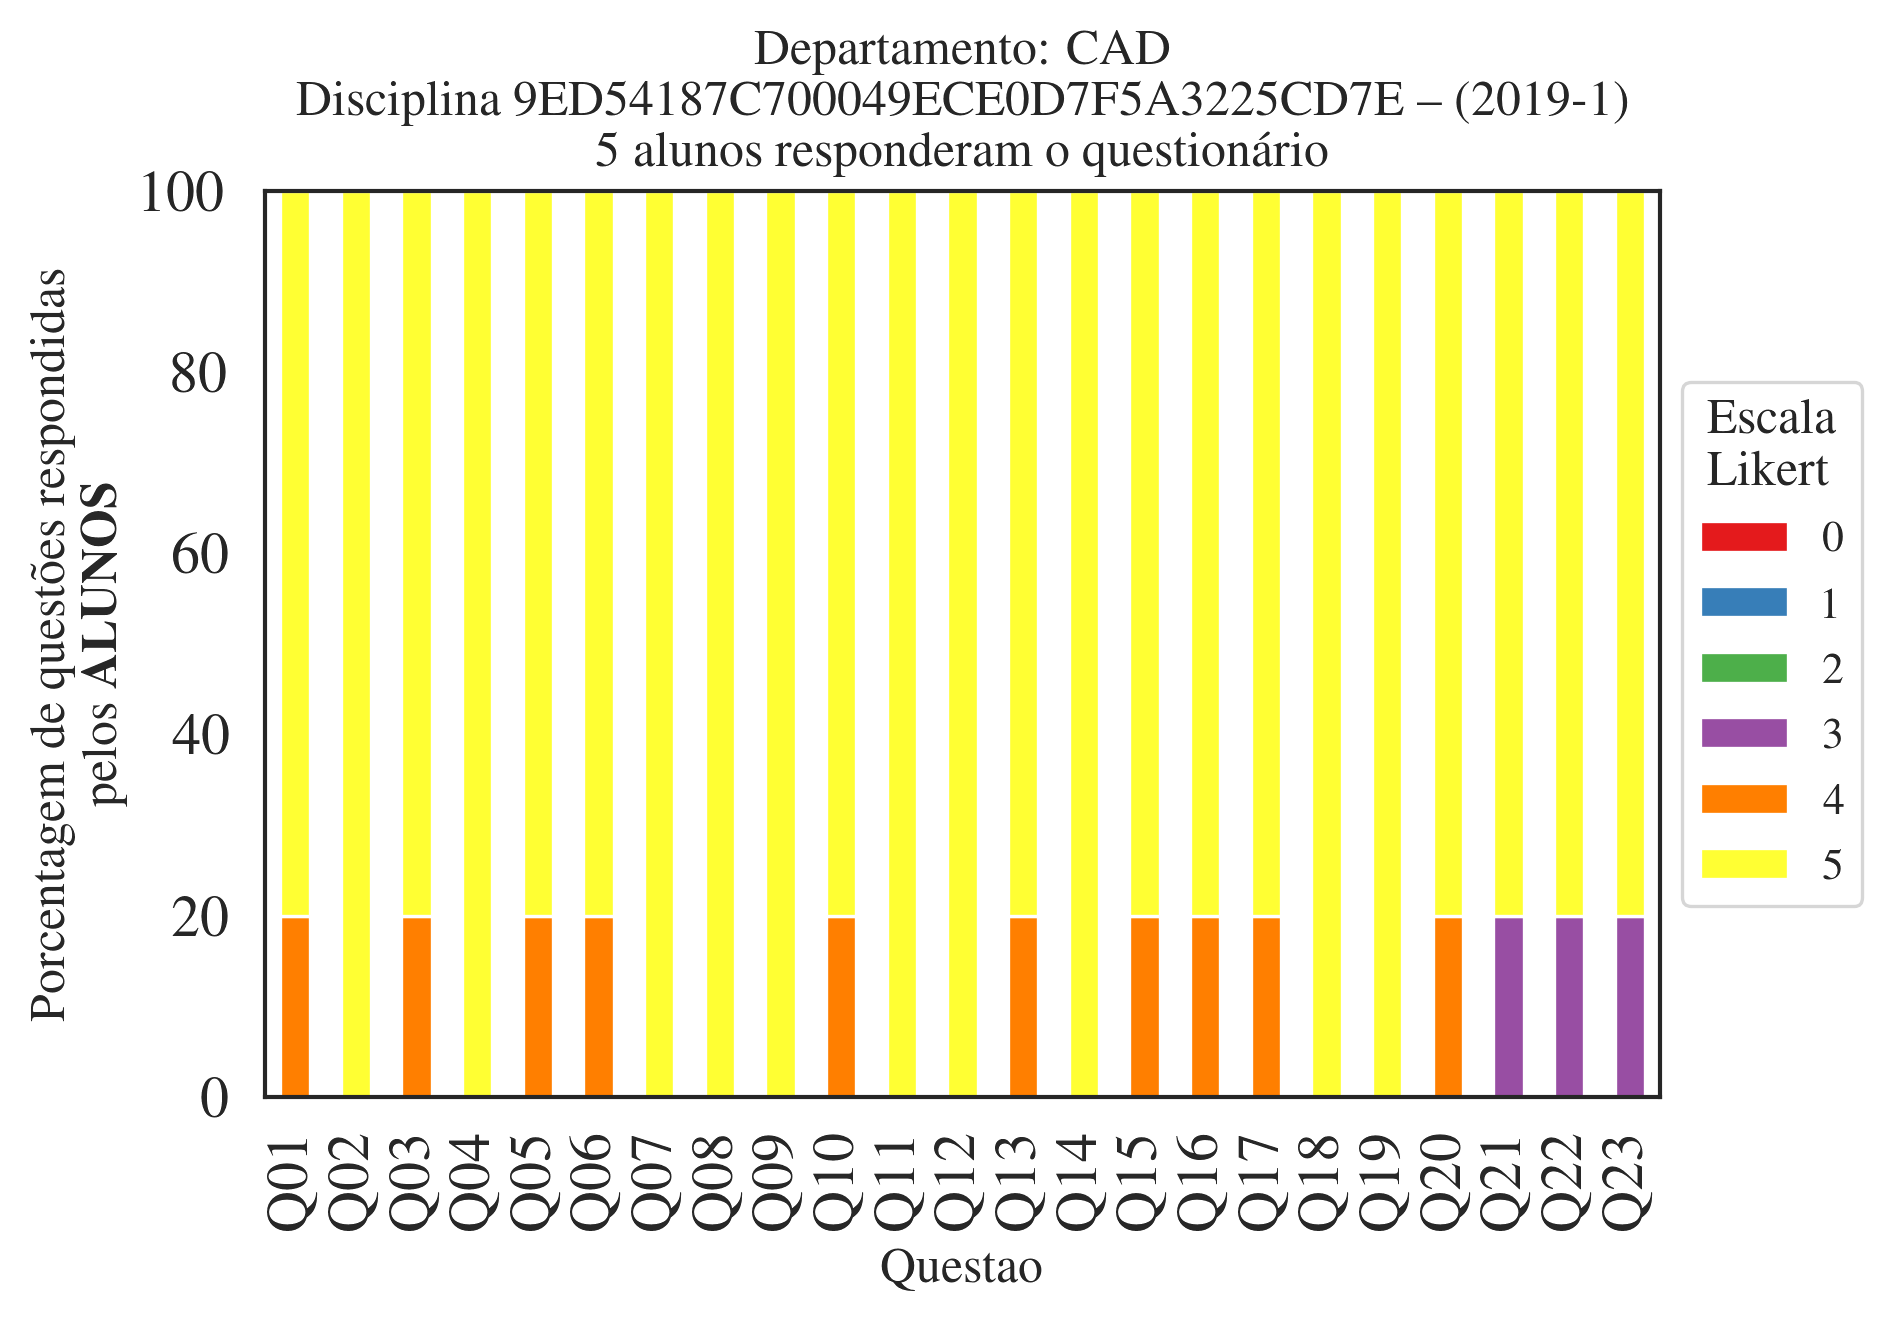 Departamento: CAD
Disciplina 9ED54187C700049ECE0D7F5A3225CD7E – (2019-1)
5 alunos responderam o questionário
Porcentagem de questões respondidas
pelos ALUNOS
100
80
60
40
20
0
Q01
Q02
Q03
Q04
Q05
Q06
Q07
Q08
Q09
Q10
Q11
Q12
Q13
Q14
Q15
Q16
Q17
Q18
Q19
Q20
Q21
Q22
Q23
Questao
Escala
Likert
0
1
2
3
4
5